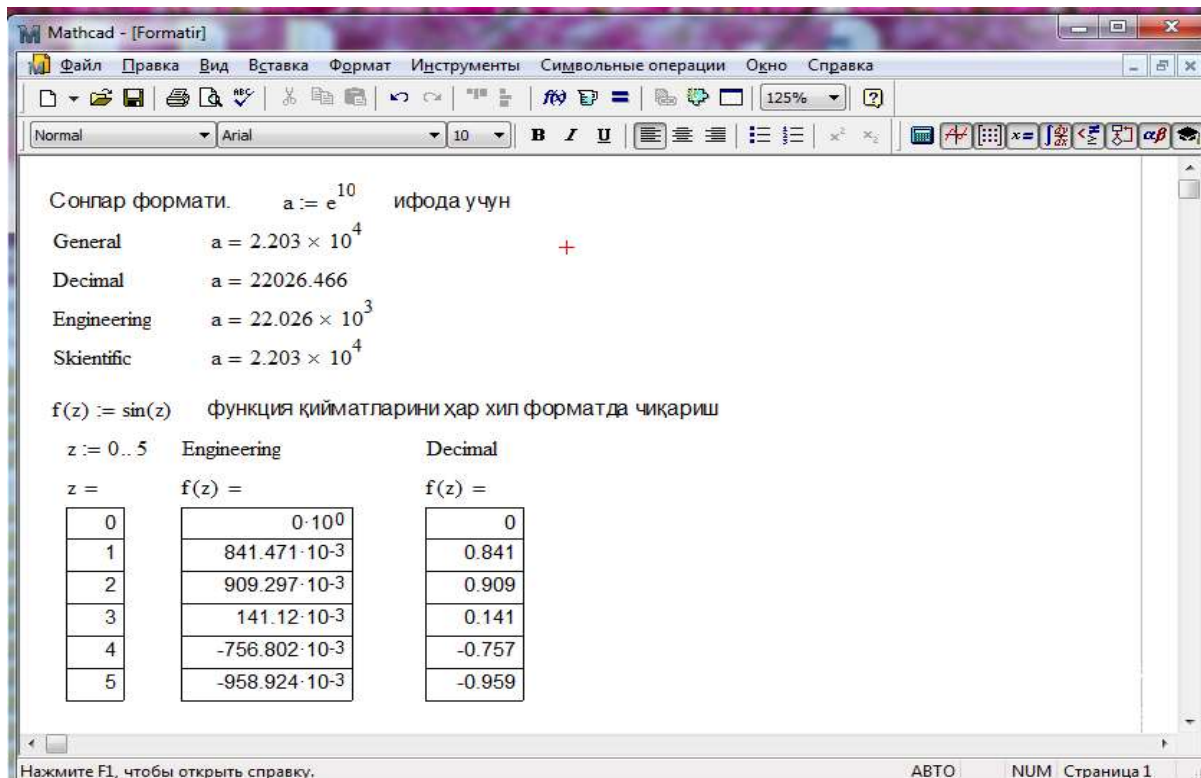 Mathcad - [Formatir]
Файл Правка Вид Вставка Формат Инструменты Символьные операции Окно Справка
125%
Normal Arial 10 B I U
Сонлар формати. a := e^10 ифода учун
General a = 2.203 × 10^4
Decimal a = 22026.466
Engineering a = 22.026 × 10^3
Skientific a = 2.203 × 10^4
f(z) := sin(z) функция қийматларини ҳар хил форматда чиқариш
z := 0.. 5 Engineering Decimal
z = f(z) = f(z) =
0 0·10^0 0
1 841.471·10^-3 0.841
2 909.297·10^-3 0.909
3 141.12·10^-3 0.141
4 -756.802·10^-3 -0.757
5 -958.924·10^-3 -0.959
Нажмите F1, чтобы открыть справку. АВТО NUM Страница 1